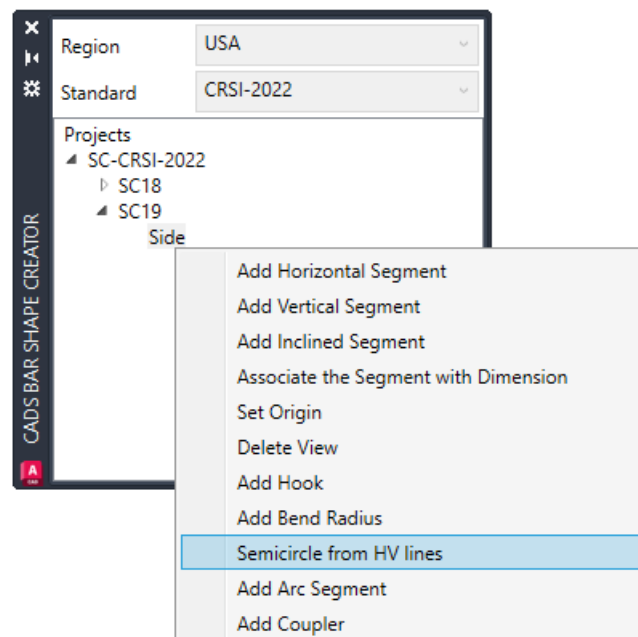 Region USA
Standard CRSI-2022
Projects
SC-CRSI-2022
SC18
SC19
Side
CADS BAR SHAPE CREATOR
A
CAD
Add Horizontal Segment
Add Vertical Segment
Add Inclined Segment
Associate the Segment with Dimension
Set Origin
Delete View
Add Hook
Add Bend Radius
Semicircle from HV lines
Add Arc Segment
Add Coupler